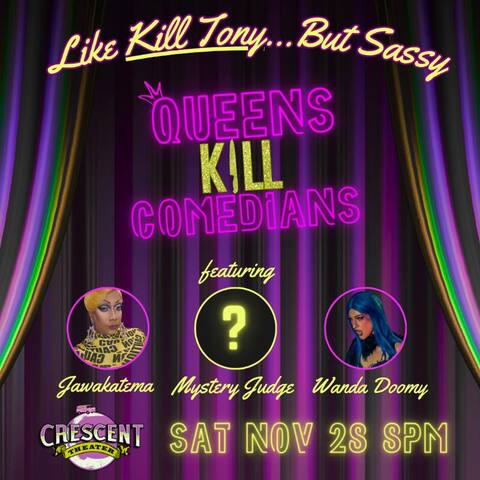 Like Kill Tony...But Sassy
QUEENS
KILL
COMEDIANS
featuring
?
Jawakatema
Mystery Judge
Wanda Doomy
CRESCENT
THEATER
SAT NOV 28 8PM